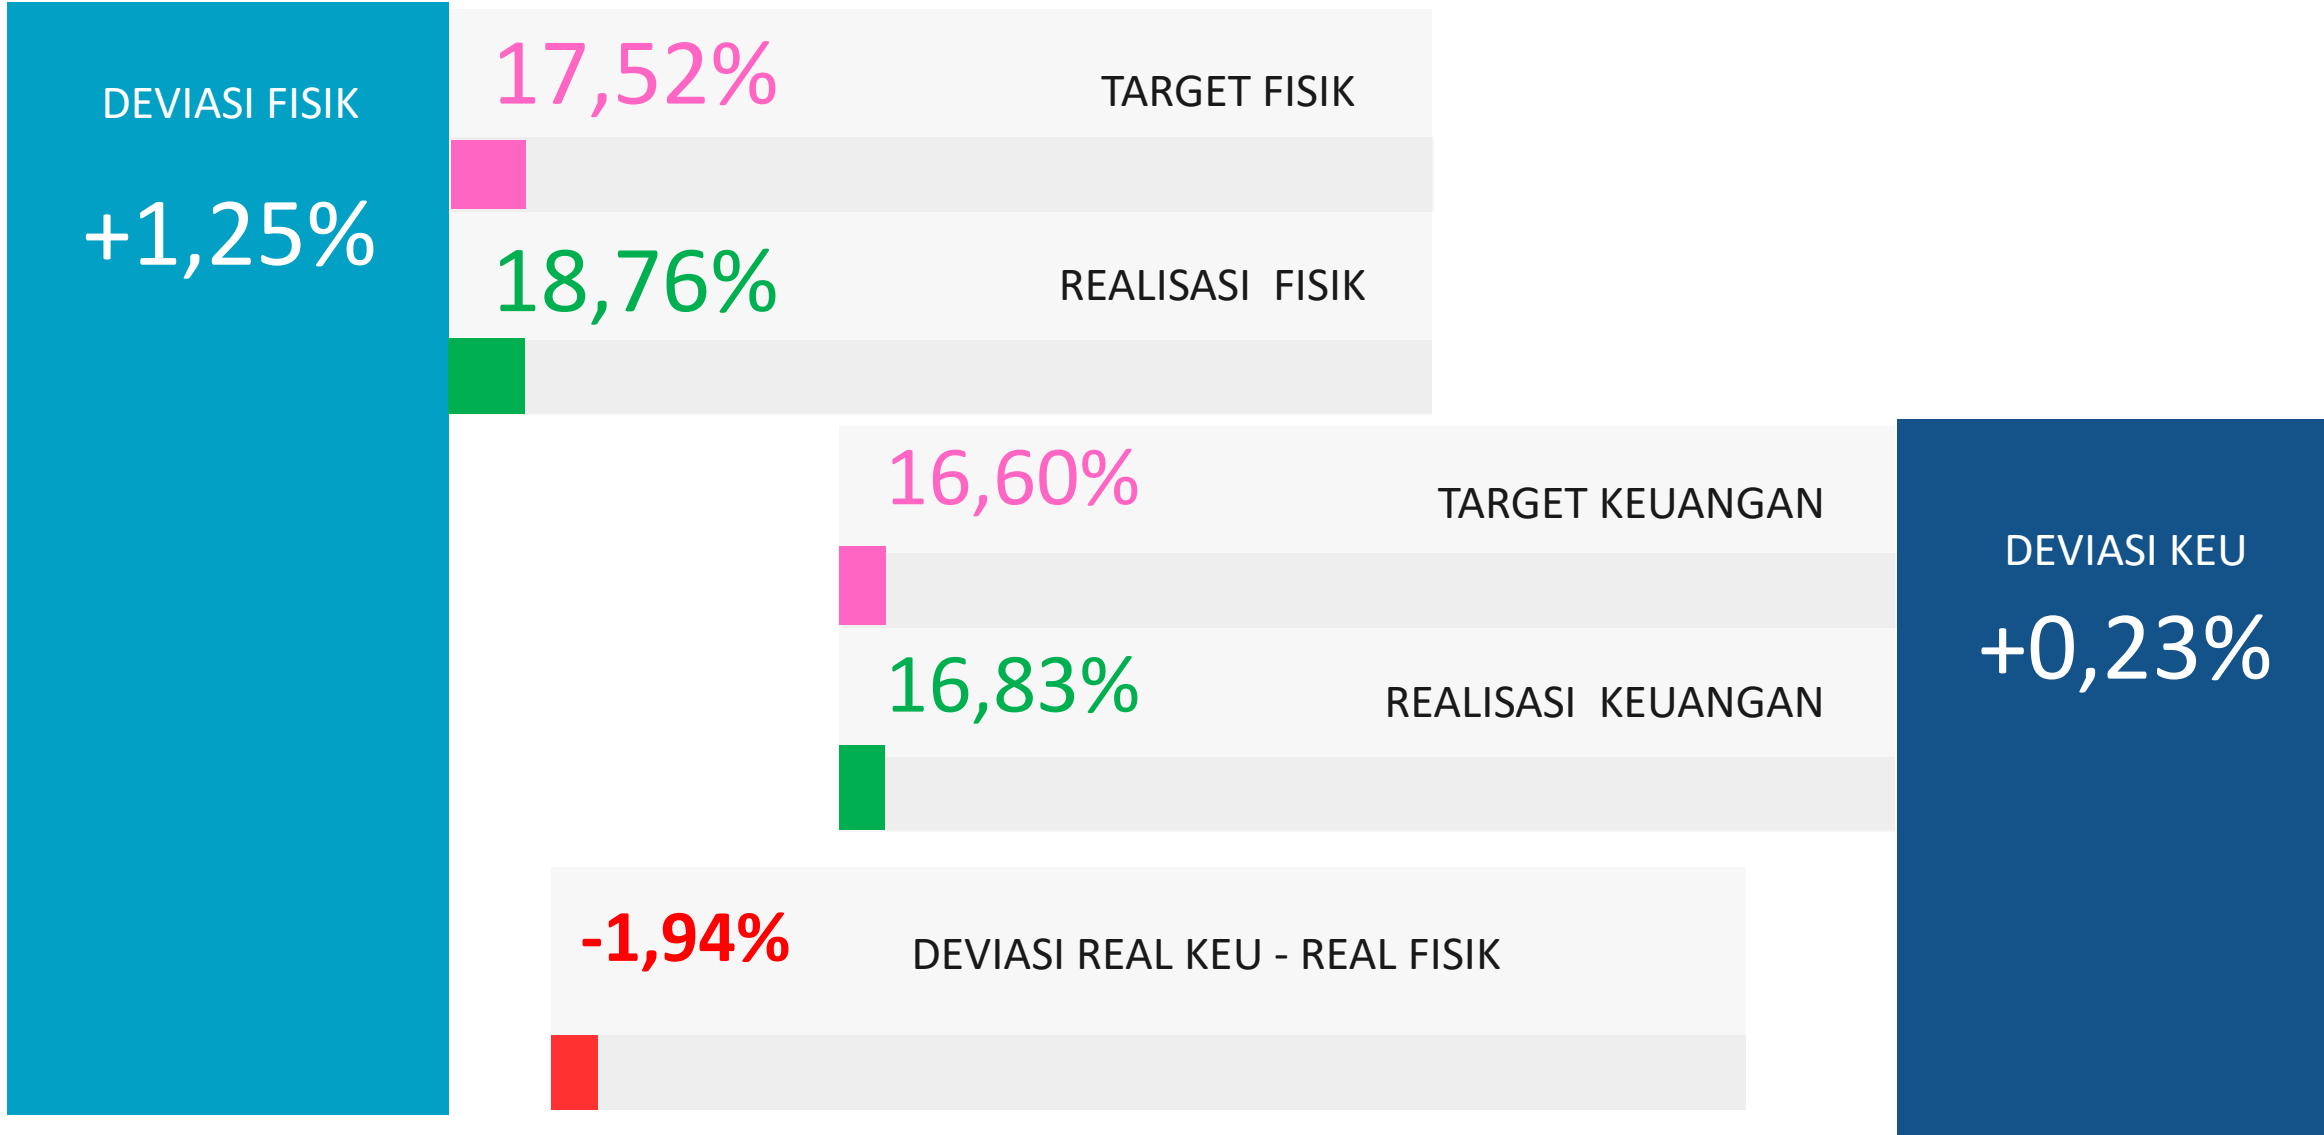 DEVIASI FISIK
+1,25%
17,52%
TARGET FISIK
18,76%
REALISASI  FISIK
16,60%
TARGET KEUANGAN
16,83%
REALISASI  KEUANGAN
DEVIASI KEU
+0,23%
-1,94%
DEVIASI REAL KEU - REAL FISIK